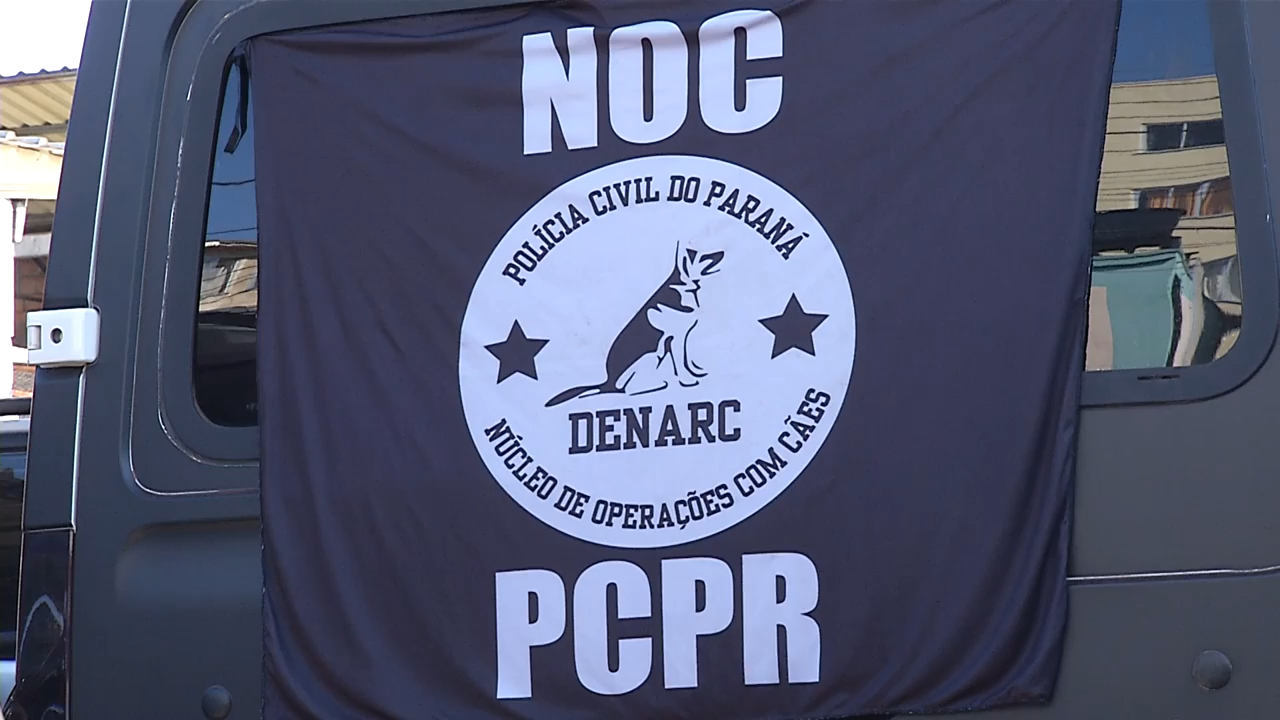 NOC
POLÍCIA CIVIL DO PARANÁ
DENARC
NÚCLEO DE OPERAÇÕES COM CÃES
PCPR